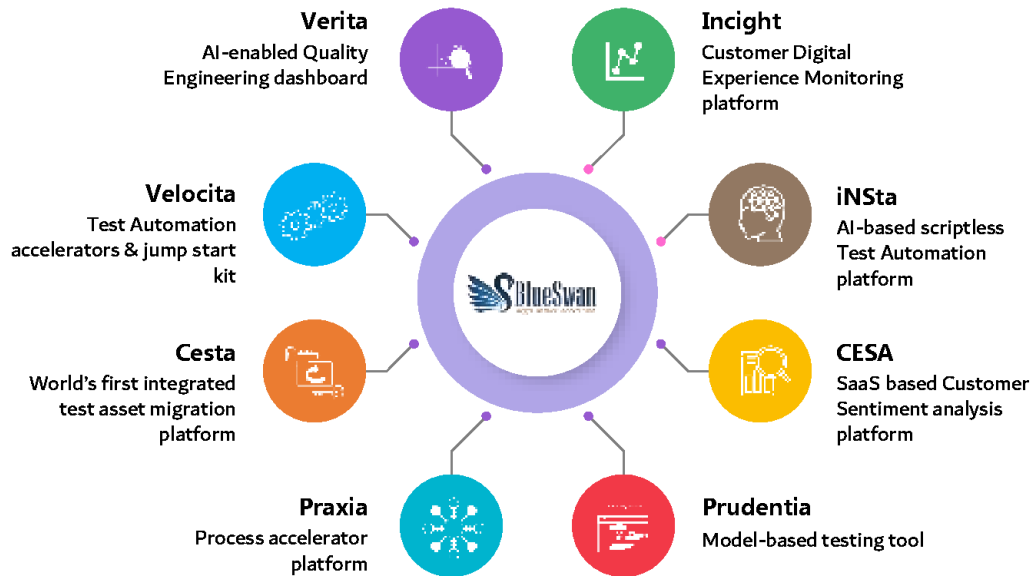 Verita
AI-enabled Quality
Engineering dashboard
Incight
Customer Digital
Experience Monitoring
platform
Velocita
Test Automation
accelerators & jump start
kit
iNSta
AI-based scriptless
Test Automation
platform
BlueSwan
Cesta
World's first integrated
test asset migration
platform
CESA
SaaS based Customer
Sentiment analysis
platform
Praxia
Process accelerator
platform
Prudentia
Model-based testing tool